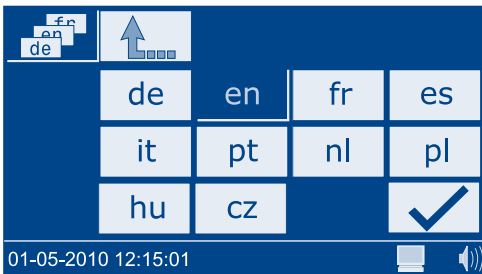 fr
en
de
de en fr es
it pt nl pl
hu cz
01-05-2010 12:15:01